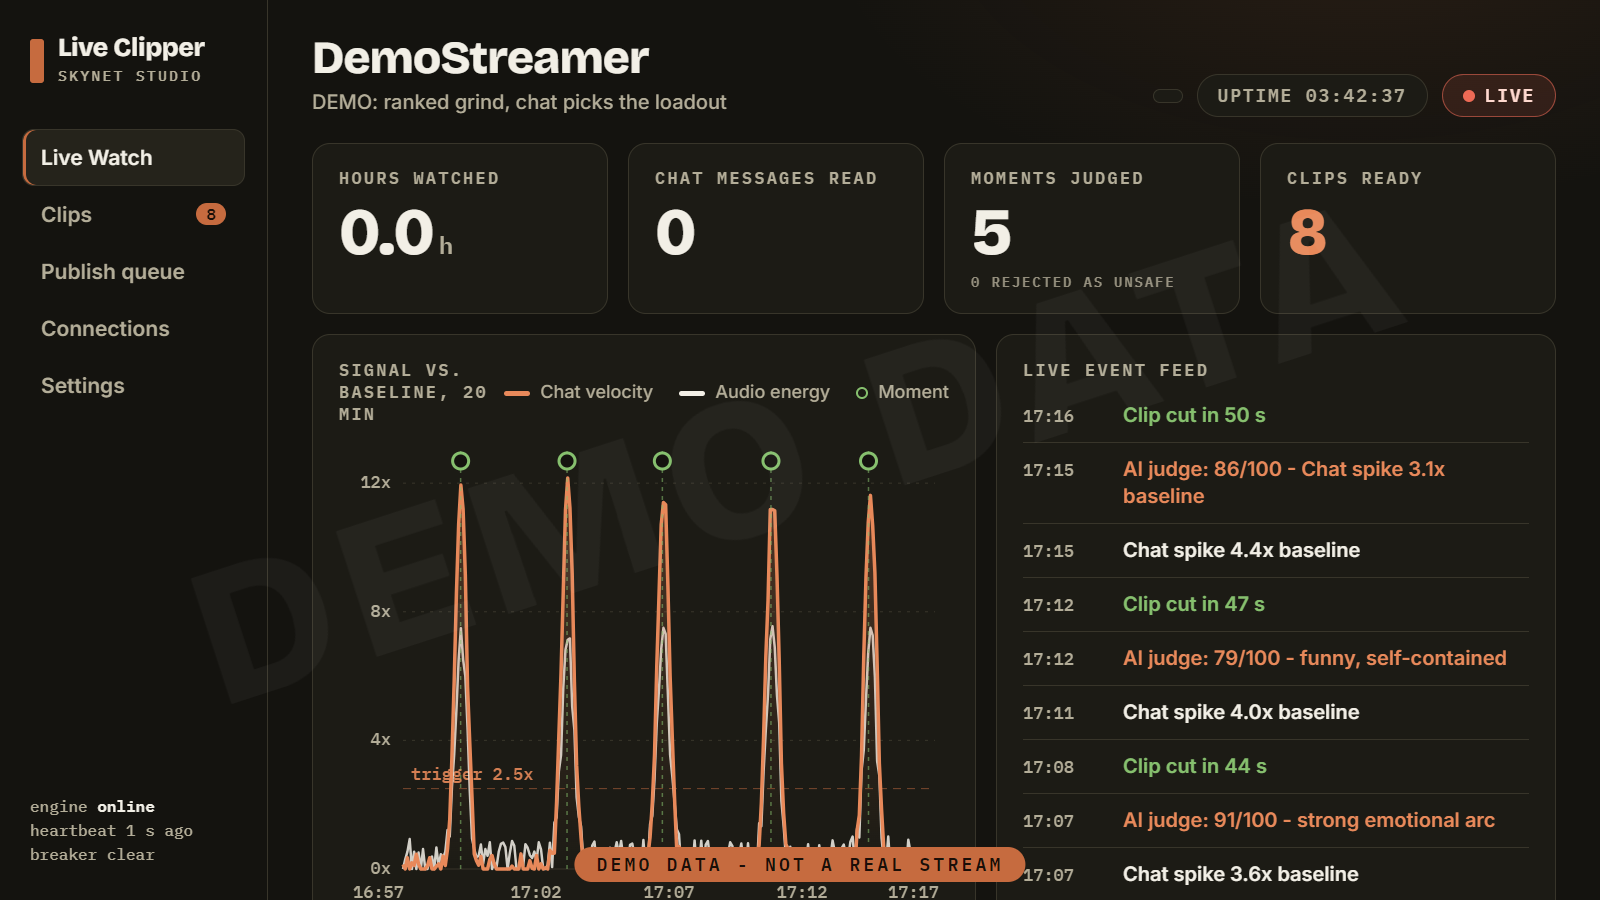 Live Clipper
SKYNET STUDIO
Live Watch
Clips 8
Publish queue
Connections
Settings
engine online
heartbeat 1 s ago
breaker clear
DemoStreamer
DEMO: ranked grind, chat picks the loadout
UPTIME 03:42:37
LIVE
HOURS WATCHED
0.0 h
CHAT MESSAGES READ
0
MOMENTS JUDGED
5
0 REJECTED AS UNSAFE
CLIPS READY
8
SIGNAL VS.
BASELINE, 20
MIN
Chat velocity
Audio energy
Moment
12x
8x
4x
trigger 2.5x
0x
16:57 17:02 17:07 17:12 17:17
LIVE EVENT FEED
17:16 Clip cut in 50 s
17:15 AI judge: 86/100 - Chat spike 3.1x
baseline
17:15 Chat spike 4.4x baseline
17:12 Clip cut in 47 s
17:12 AI judge: 79/100 - funny, self-contained
17:11 Chat spike 4.0x baseline
17:08 Clip cut in 44 s
17:07 AI judge: 91/100 - strong emotional arc
17:07 Chat spike 3.6x baseline
DEMO DATA - NOT A REAL STREAM
DEMO DATA